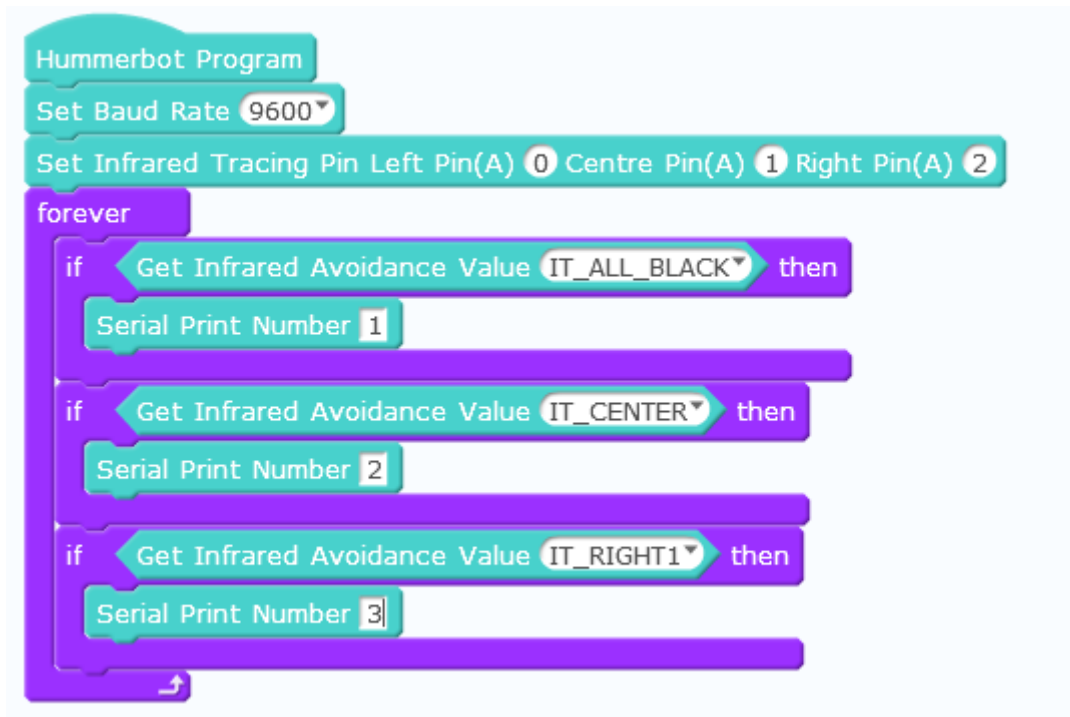 Hummerbot Program
Set Baud Rate 9600
Set Infrared Tracing Pin Left Pin(A) 0 Centre Pin(A) 1 Right Pin(A) 2
forever
if Get Infrared Avoidance Value IT_ALL_BLACK then
Serial Print Number 1
if Get Infrared Avoidance Value IT_CENTER then
Serial Print Number 2
if Get Infrared Avoidance Value IT_RIGHT1 then
Serial Print Number 3